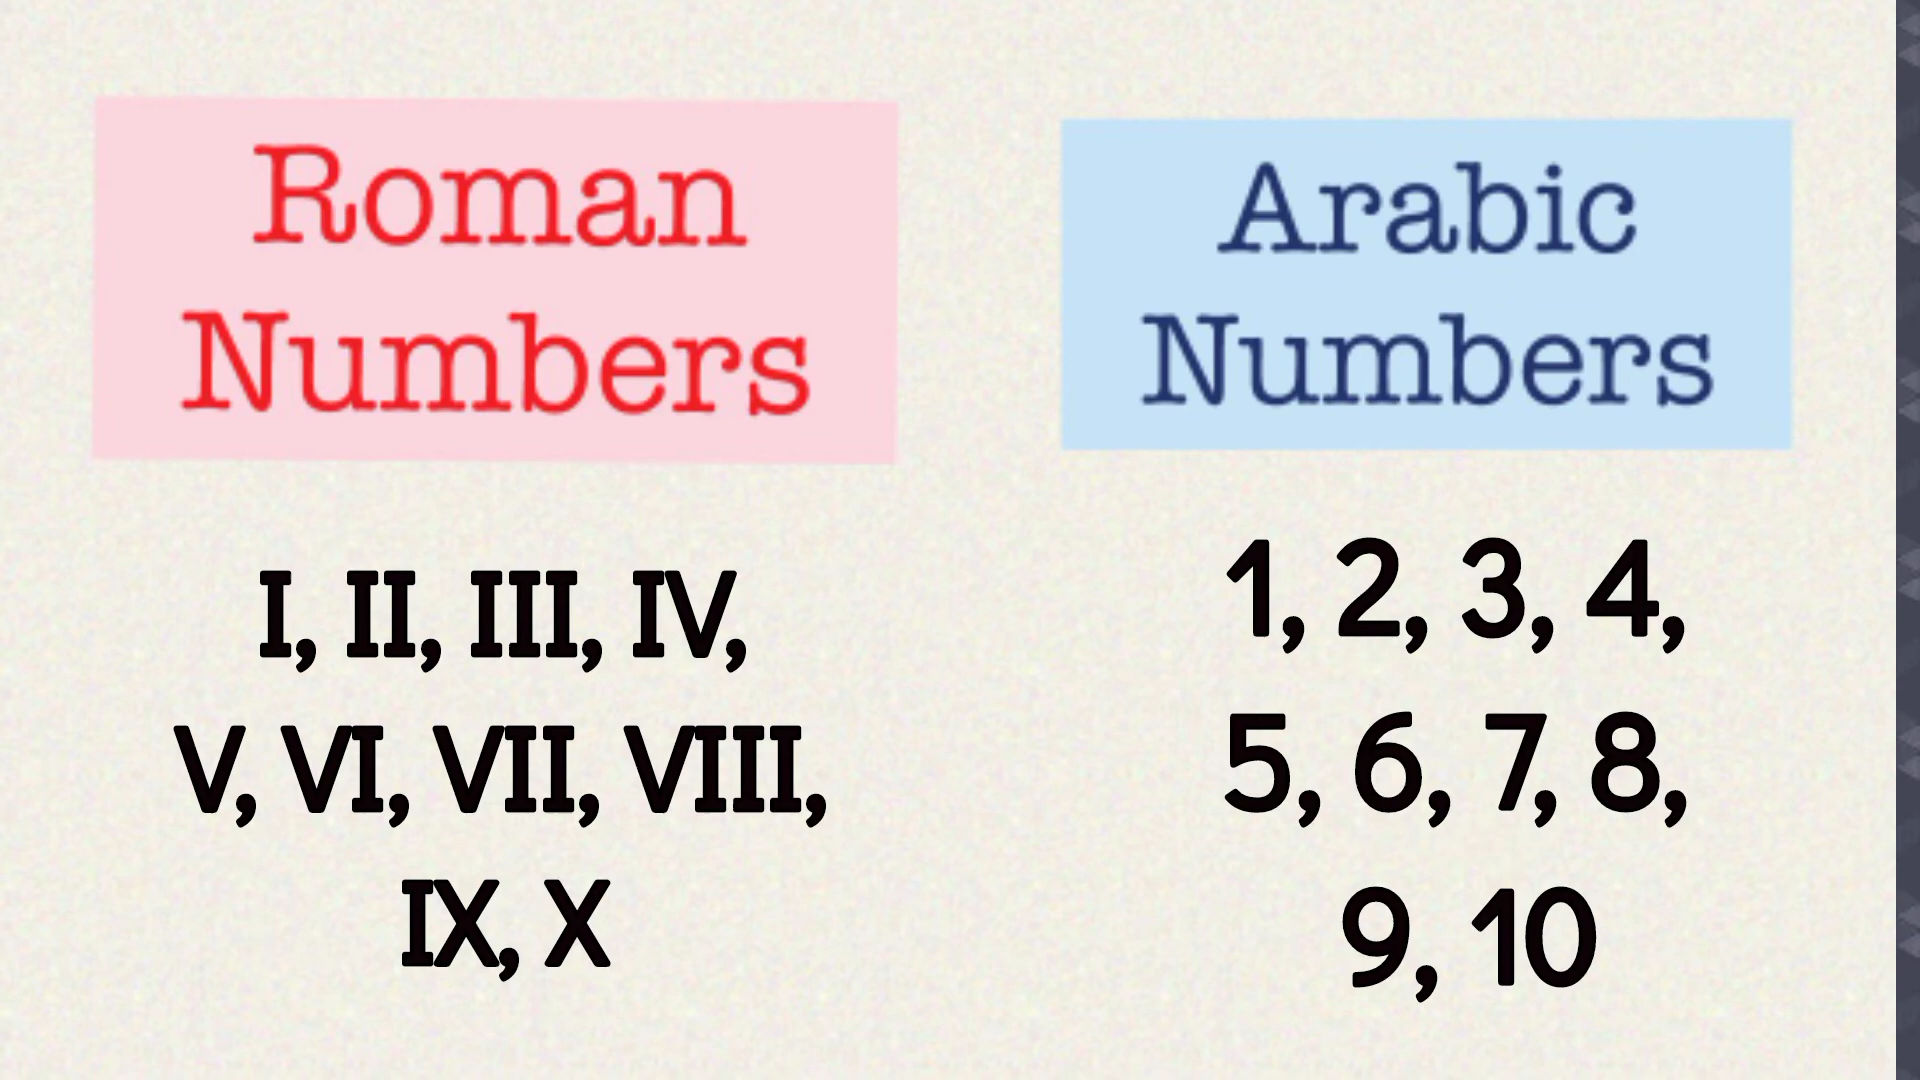 Roman
Numbers
I, II, III, IV,
V, VI, VII, VIII,
IX, X
Arabic
Numbers
1, 2, 3, 4,
5, 6, 7, 8,
9, 10